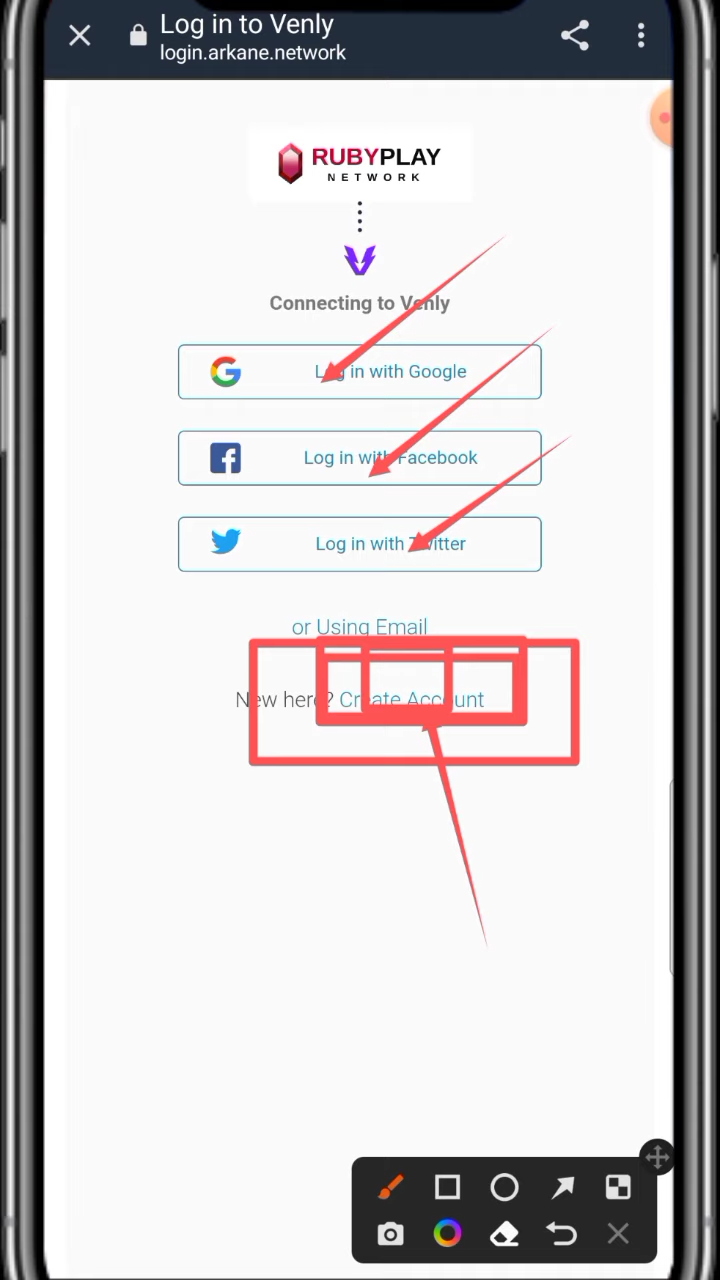 Log in to Venly
login.arkane.network
RUBYPLAY
NETWORK
Connecting to Venly
Log in with Google
Log in with Facebook
Log in with Twitter
or Using Email
New here? Create Account